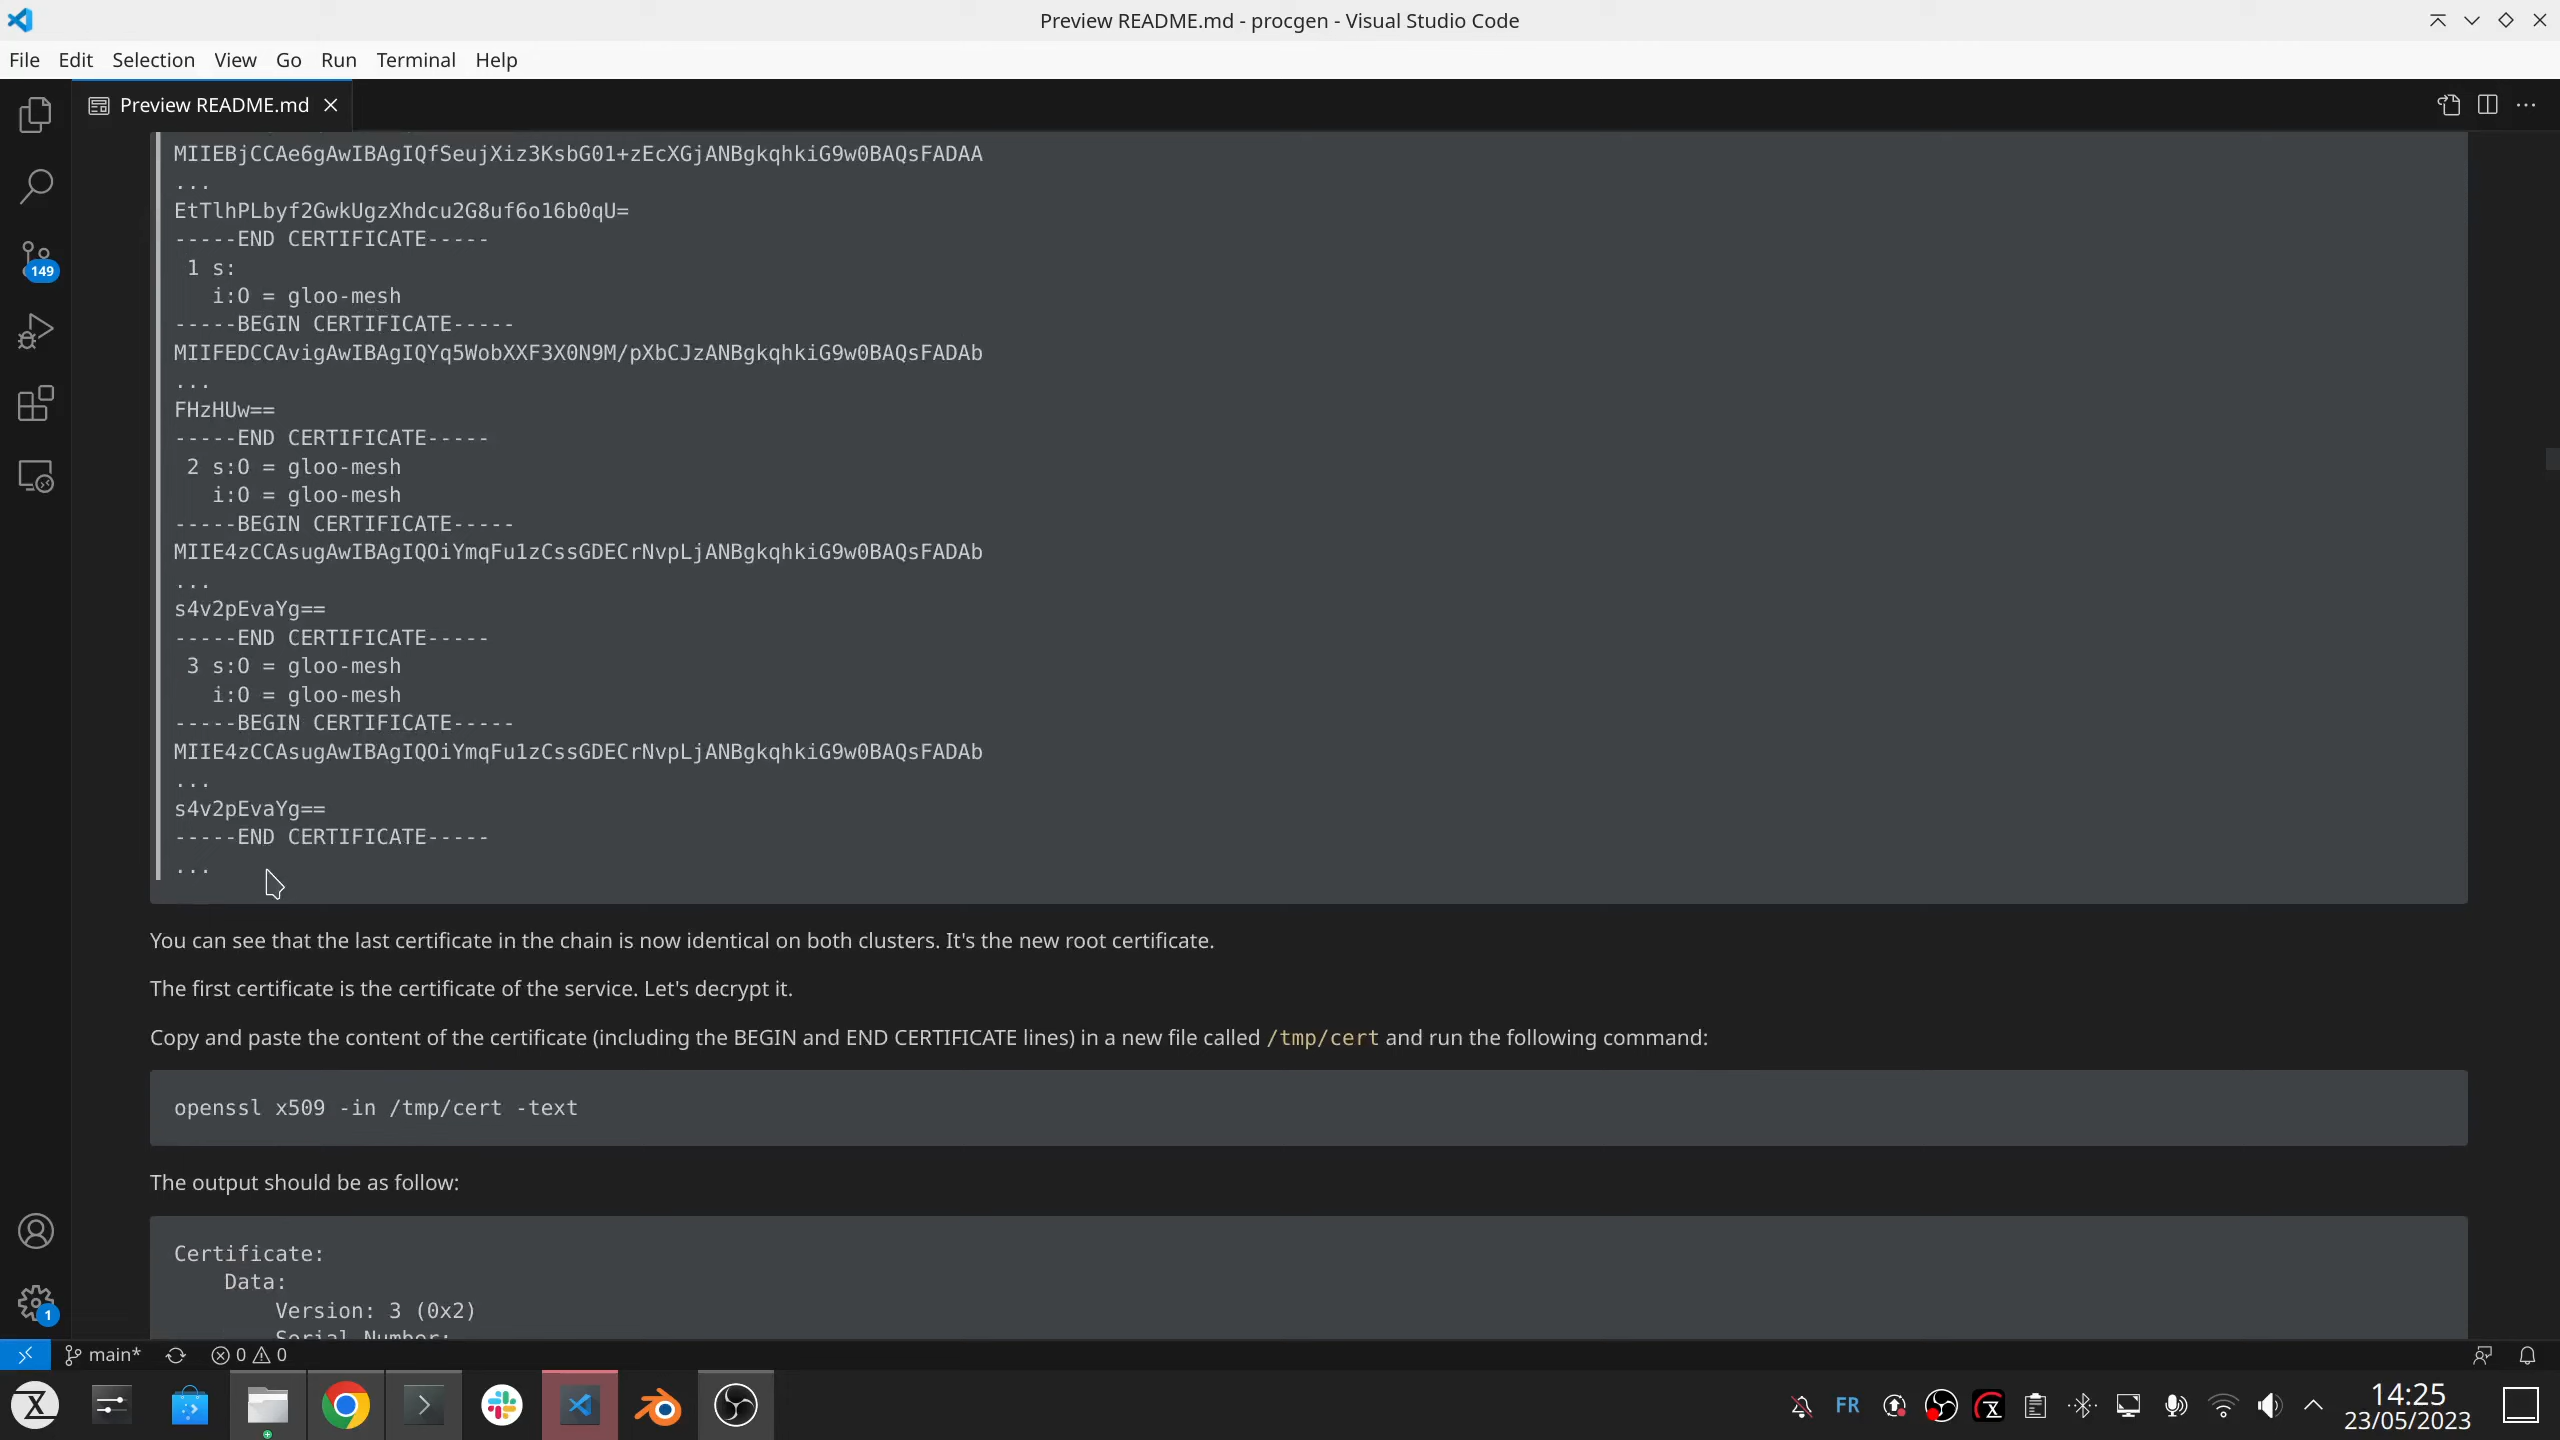 Preview README.md - procgen - Visual Studio Code
File Edit Selection View Go Run Terminal Help
Preview README.md
MIIEBjCCAe6gAwIBAgIQfSeujXiz3KsbG01+zEcXGjANBgkqhkiG9w0BAQsFADAA
...
EtTlhPLbyf2GwkUgzXhdcu2G8uf6o16b0qU=
-----END CERTIFICATE-----
1 s:
i:O = gloo-mesh
-----BEGIN CERTIFICATE-----
MIIFEDCCAvigAwIBAgIQYq5WobXXF3X0N9M/pXbCJzANBgkqhkiG9w0BAQsFADAb
...
FHzHUw==
-----END CERTIFICATE-----
2 s:O = gloo-mesh
i:O = gloo-mesh
-----BEGIN CERTIFICATE-----
MIIE4zCCAsugAwIBAgIQOiYmqFu1zCssGDECrNvpLjANBgkqhkiG9w0BAQsFADAb
...
s4v2pEvaYg==
-----END CERTIFICATE-----
3 s:O = gloo-mesh
i:O = gloo-mesh
-----BEGIN CERTIFICATE-----
MIIE4zCCAsugAwIBAgIQOiYmqFu1zCssGDECrNvpLjANBgkqhkiG9w0BAQsFADAb
...
s4v2pEvaYg==
-----END CERTIFICATE-----
...
You can see that the last certificate in the chain is now identical on both clusters. It's the new root certificate.
The first certificate is the certificate of the service. Let's decrypt it.
Copy and paste the content of the certificate (including the BEGIN and END CERTIFICATE lines) in a new file called /tmp/cert and run the following command:
openssl x509 -in /tmp/cert -text
The output should be as follow:
Certificate:
Data:
Version: 3 (0x2)
Serial Number:
149
1
main* 0 0
FR
14:25
23/05/2023